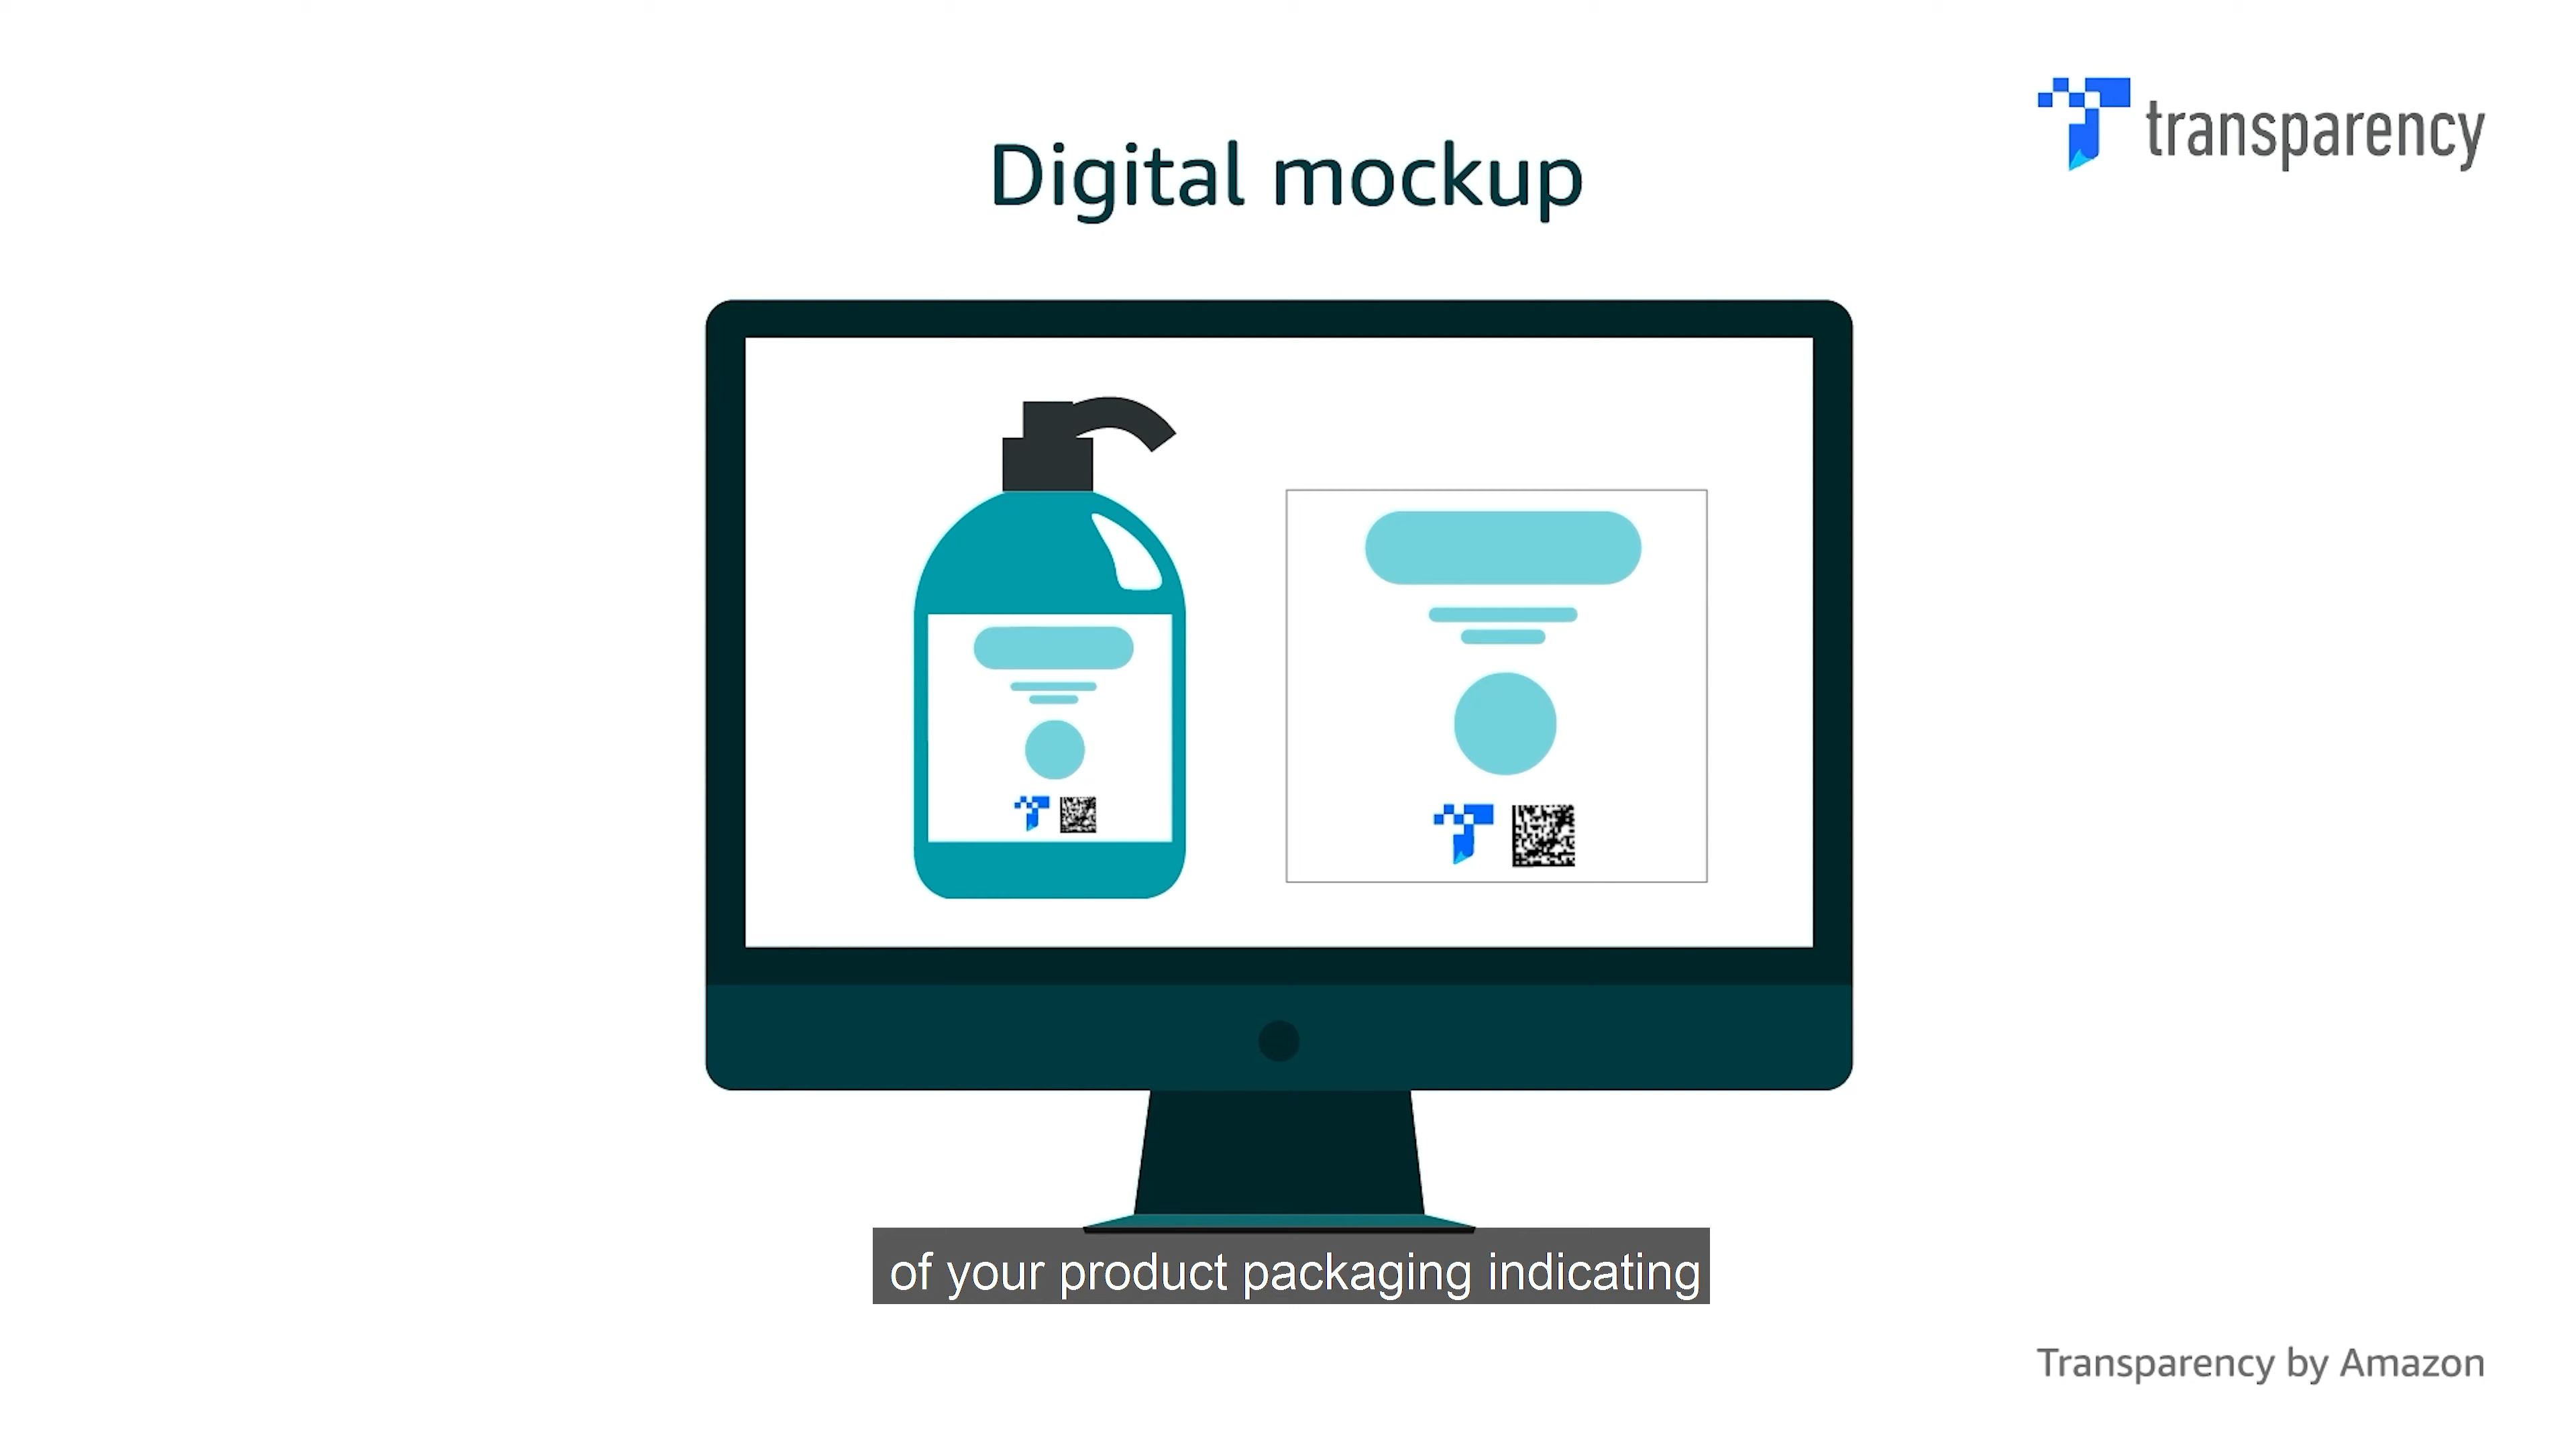 transparency
Digital mockup
of your product packaging indicating
Transparency by Amazon